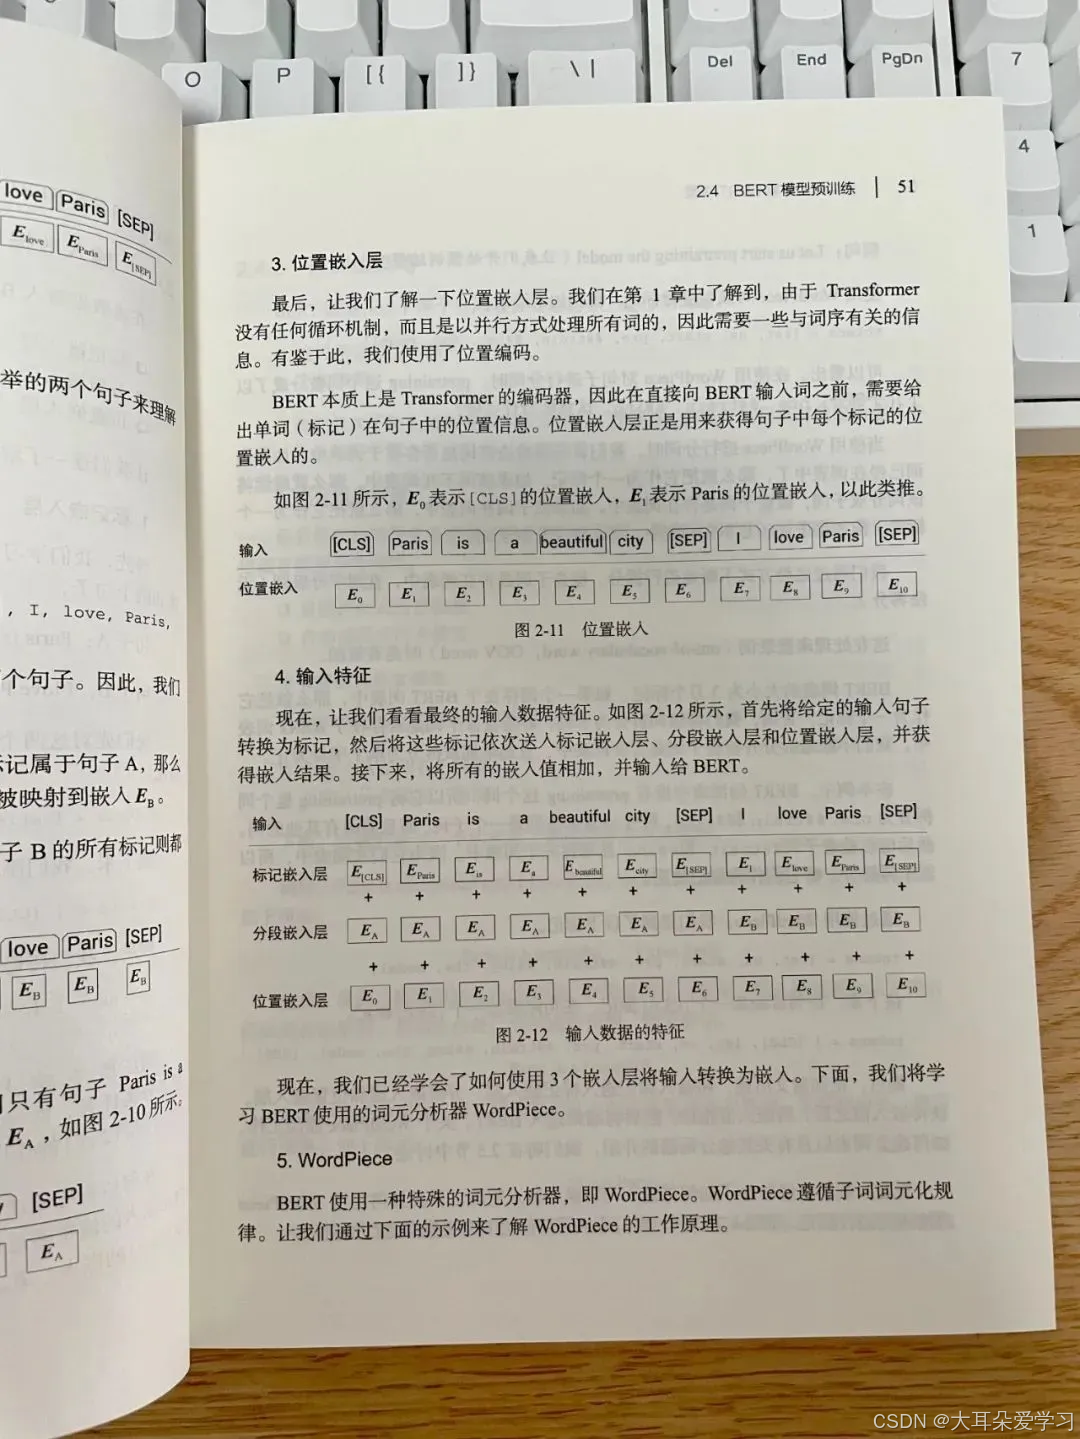 O P [ { ] } \ | Del End PgDn 7
4
1
love Paris [SEP]
E love E Paris E [SEP]
举的两个句子来理解
, I, love, Paris,
个句子。因此，我们
标记属于句子 A，那么
被映射到嵌入 E_B。
子 B 的所有标记则都
love Paris [SEP]
E_B E_B E_B
只有句子 Paris is a
E_A，如图 2-10 所示。
[SEP]
E_A
2.4 BERT 模型预训练 | 51
3. 位置嵌入层
最后，让我们了解一下位置嵌入层。我们在第 1 章中了解到，由于 Transformer
没有任何循环机制，而且是以并行方式处理所有词的，因此需要一些与词序有关的信
息。有鉴于此，我们使用了位置编码。
BERT 本质上是 Transformer 的编码器，因此在直接向 BERT 输入词之前，需要给
出单词（标记）在句子中的位置信息。位置嵌入层正是用来获得句子中每个标记的位
置嵌入的。
如图 2-11 所示，E₀ 表示 [CLS] 的位置嵌入，E₁ 表示 Paris 的位置嵌入，以此类推。
输入 [CLS] Paris is a beautiful city [SEP] I love Paris [SEP]
位置嵌入 E₀ E₁ E₂ E₃ E₄ E₅ E₆ E₇ E₈ E₉ E₁₀
图 2-11 位置嵌入
4. 输入特征
现在，让我们看看最终的输入数据特征。如图 2-12 所示，首先将给定的输入句子
转换为标记，然后将这些标记依次送入标记嵌入层、分段嵌入层和位置嵌入层，并获
得嵌入结果。接下来，将所有的嵌入值相加，并输入给 BERT。
输入 [CLS] Paris is a beautiful city [SEP] I love Paris [SEP]
标记嵌入层 E[CLS] E Paris E is E a E beautiful E city E[SEP] E I E love E Paris E[SEP]
+ + + + + + + + + + +
分段嵌入层 E_A E_A E_A E_A E_A E_A E_A E_B E_B E_B E_B
+ + + + + + + + + + +
位置嵌入层 E₀ E₁ E₂ E₃ E₄ E₅ E₆ E₇ E₈ E₉ E₁₀
图 2-12 输入数据的特征
现在，我们已经学会了如何使用 3 个嵌入层将输入转换为嵌入。下面，我们将学
习 BERT 使用的词元分析器 WordPiece。
5. WordPiece
BERT 使用一种特殊的词元分析器，即 WordPiece。WordPiece 遵循子词词元化规
律。让我们通过下面的示例来了解 WordPiece 的工作原理。
CSDN @大耳朵爱学习